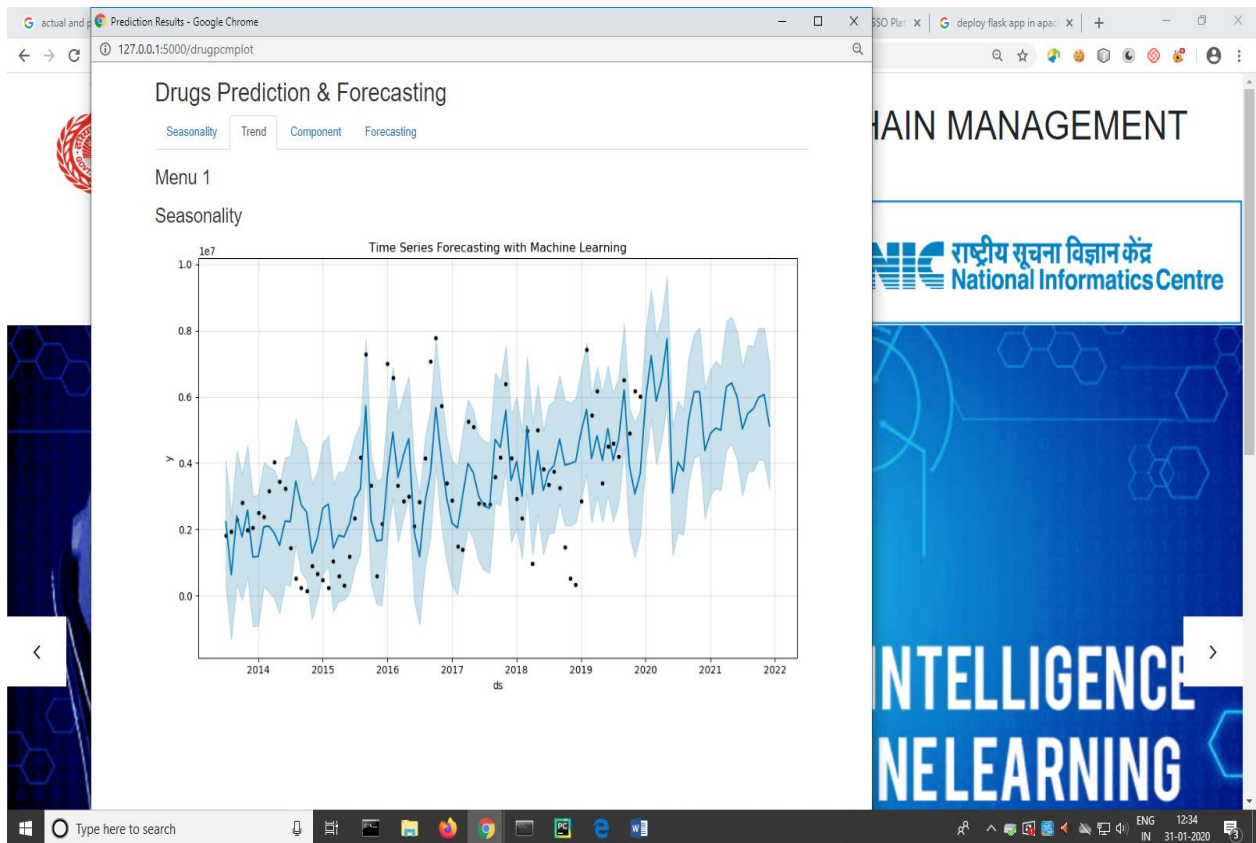 actual and p
Prediction Results - Google Chrome
SSO Plat
deploy flask app in apac
127.0.0.1:5000/drugpcmplot
Drugs Prediction & Forecasting
Seasonality
Trend
Component
Forecasting
Menu 1
Seasonality
Time Series Forecasting with Machine Learning
1e7
1.0
0.8
0.6
0.4
0.2
0.0
y
2014
2015
2016
2017
2018
2019
2020
2021
2022
ds
HAIN MANAGEMENT
NIC
राष्ट्रीय सूचना विज्ञान केंद्र
National Informatics Centre
INTELLIGENCE
NELEARNING
Type here to search
ENG
IN
12:34
31-01-2020
3